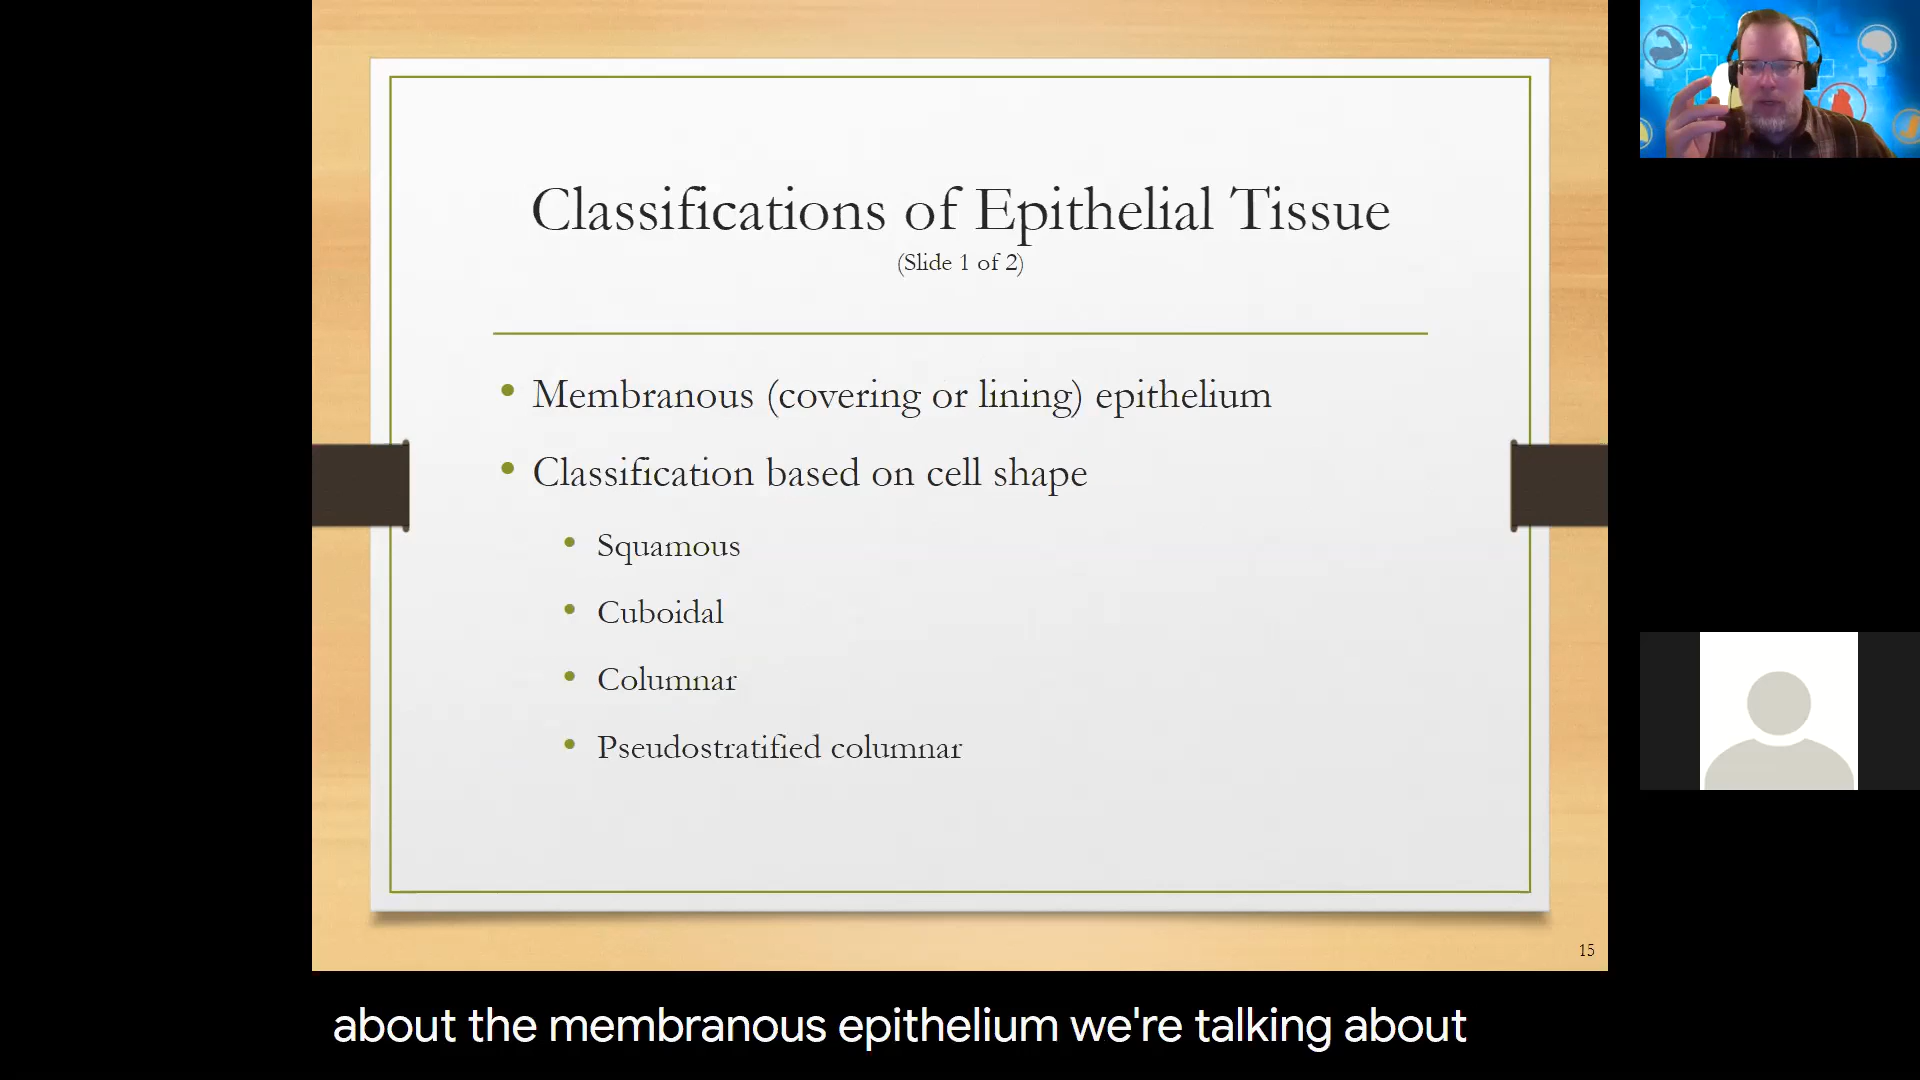 Classifications of Epithelial Tissue
(Slide 1 of 2)
• Membranous (covering or lining) epithelium
• Classification based on cell shape
• Squamous
• Cuboidal
• Columnar
• Pseudostratified columnar
15
about the membranous epithelium we're talking about